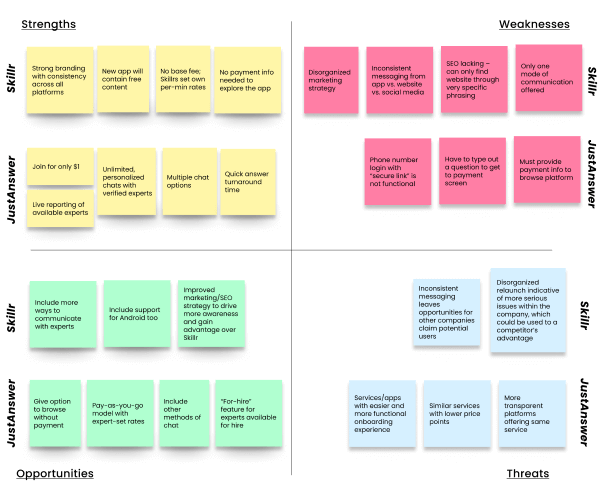 Strengths
Weaknesses
Skillr
Strong branding
with consistency
across all
platforms
New app will
contain free
content
No base fee;
Skillrs set own
per-min rates
No payment info
needed to
explore the app
Disorganized
marketing
strategy
Inconsistent
messaging from
app vs. website
vs. social media
SEO lacking –
can only find
website through
very specific
phrasing
Only one
mode of
communication
offered
Skillr
JustAnswer
Join for only $1
Live reporting of
available experts
Unlimited,
personalized
chats with
verified experts
Multiple chat
options
Quick answer
turnaround
time
Phone number
login with
“secure link” is
not functional
Have to type out
a question to get
to payment
screen
Must provide
payment info to
browse platform
JustAnswer
Skillr
Include more
ways to
communicate
with experts
Include support
for Android too
Improved
marketing/SEO
strategy to drive
more awareness
and gain
advantage over
Skillr
Inconsistent
messaging
leaves
opportunities for
other companies
claim potential
users
Disorganized
relaunch indicative
of more serious
issues within the
company, which
could be used to a
competitor's
advantage
Skillr
JustAnswer
Give option
to browse
without
payment
Pay-as-you-go
model with
expert-set rates
Include
other
methods of
chat
“For-hire”
feature for
experts available
for hire
Services/apps
with easier and
more functional
onboarding
experience
Similar services
with lower price
points
More
transparent
platforms
offering same
service
JustAnswer
Opportunities
Threats